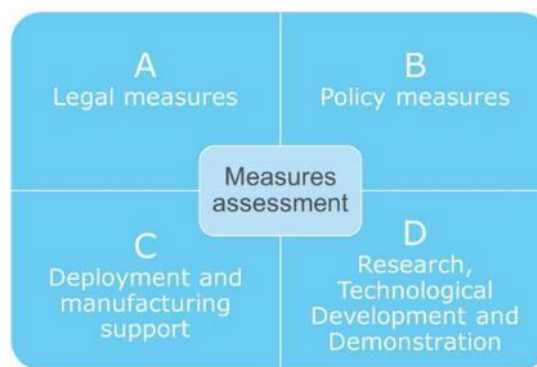 A
Legal measures
B
Policy measures
Measures
assessment
C
Deployment and
manufacturing
support
D
Research,
Technological
Development and
Demonstration